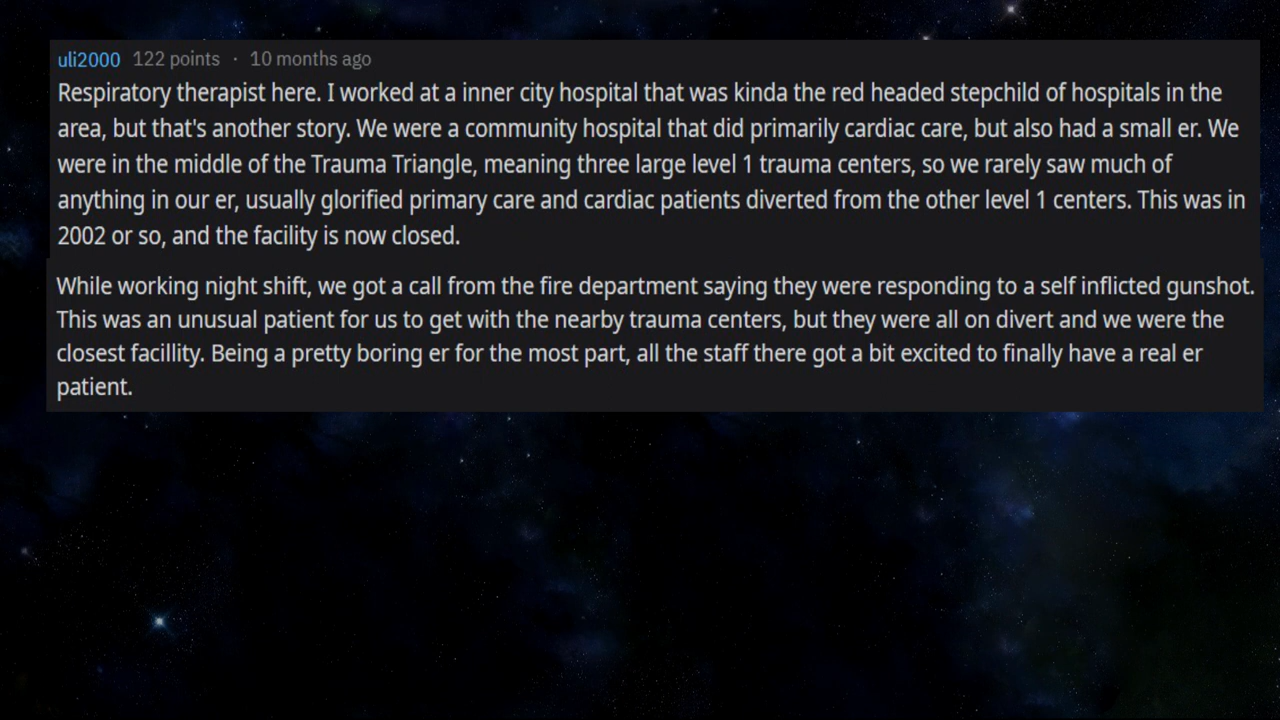 uli2000 122 points · 10 months ago
Respiratory therapist here. I worked at a inner city hospital that was kinda the red headed stepchild of hospitals in the
area, but that's another story. We were a community hospital that did primarily cardiac care, but also had a small er. We
were in the middle of the Trauma Triangle, meaning three large level 1 trauma centers, so we rarely saw much of
anything in our er, usually glorified primary care and cardiac patients diverted from the other level 1 centers. This was in
2002 or so, and the facility is now closed.
While working night shift, we got a call from the fire department saying they were responding to a self inflicted gunshot.
This was an unusual patient for us to get with the nearby trauma centers, but they were all on divert and we were the
closest facillity. Being a pretty boring er for the most part, all the staff there got a bit excited to finally have a real er
patient.